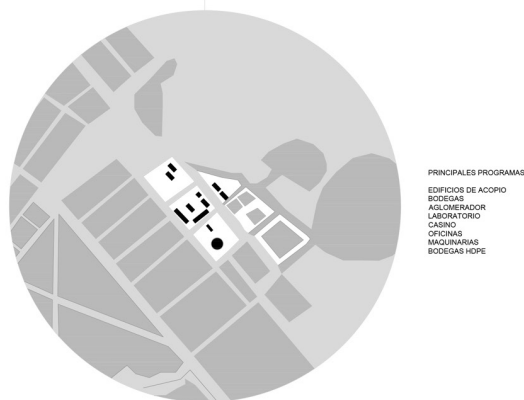 PRINCIPALES PROGRAMAS
EDIFICIOS DE ACOPIO
BODEGAS
AGLOMERADOR
LABORATORIO
CASINO
OFICINAS
MAQUINARIAS
BODEGAS HDPE